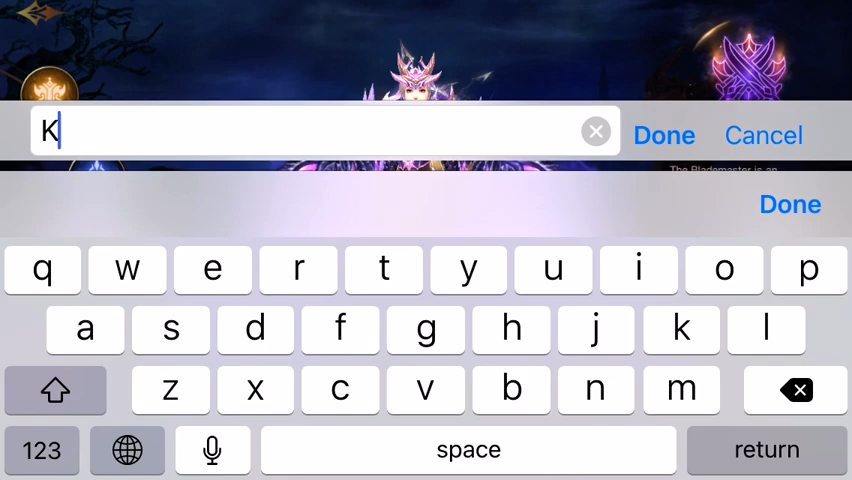 K
Done Cancel
The Blademaster is an
Done
q w e r t y u i o p
a s d f g h j k l
z x c v b n m
123 space return